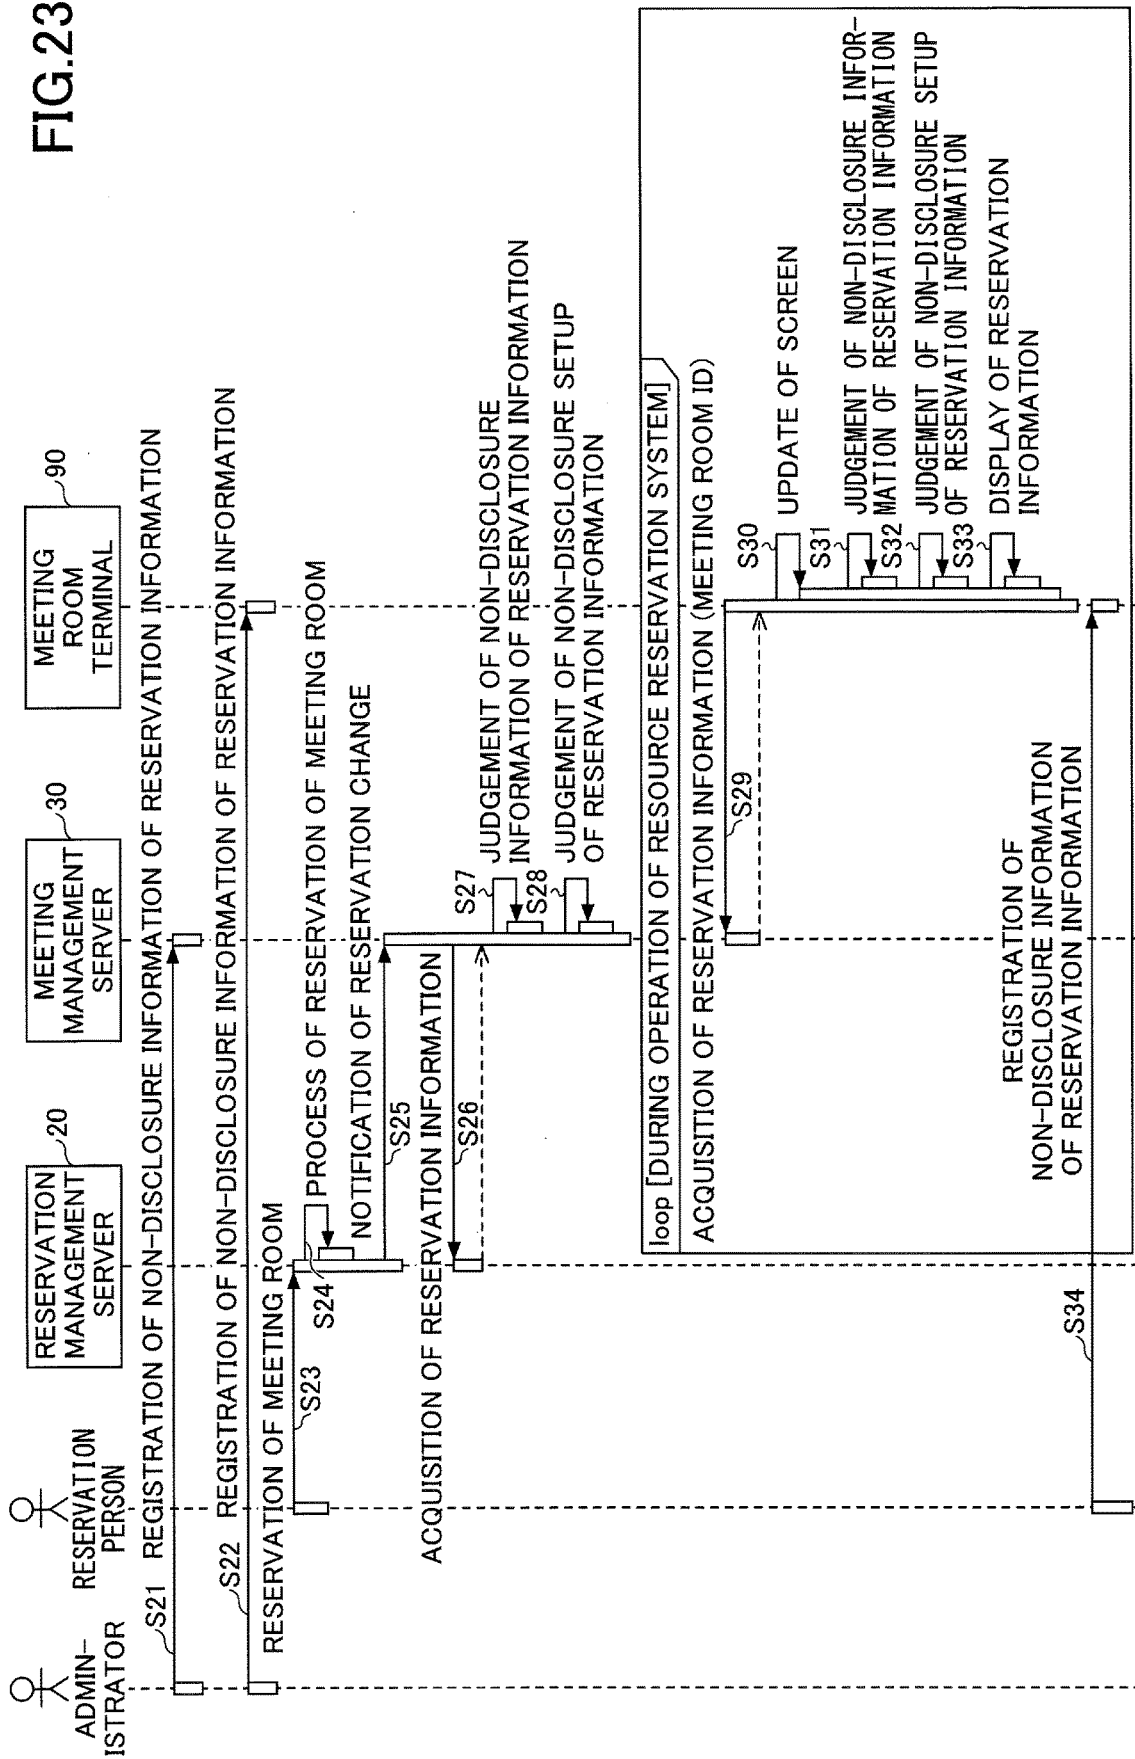 FIG.23
ADMIN-
ISTRATOR
RESERVATION
PERSON
RESERVATION
MANAGEMENT
SERVER
20
MEETING
MANAGEMENT
SERVER
30
MEETING
ROOM
TERMINAL
90
S21
REGISTRATION OF NON-DISCLOSURE INFORMATION OF RESERVATION INFORMATION
S22
REGISTRATION OF NON-DISCLOSURE INFORMATION OF RESERVATION INFORMATION
RESERVATION OF MEETING ROOM
S23
S24
PROCESS OF RESERVATION OF MEETING ROOM
NOTIFICATION OF RESERVATION CHANGE
S25
ACQUISITION OF RESERVATION INFORMATION
S26
S27
JUDGEMENT OF NON-DISCLOSURE
INFORMATION OF RESERVATION INFORMATION
S28
JUDGEMENT OF NON-DISCLOSURE SETUP
OF RESERVATION INFORMATION
loop [DURING OPERATION OF RESOURCE RESERVATION SYSTEM]
ACQUISITION OF RESERVATION INFORMATION (MEETING ROOM ID)
S29
S30
UPDATE OF SCREEN
S31
JUDGEMENT OF NON-DISCLOSURE INFOR-
MATION OF RESERVATION INFORMATION
S32
JUDGEMENT OF NON-DISCLOSURE SETUP
OF RESERVATION INFORMATION
S33
DISPLAY OF RESERVATION
INFORMATION
REGISTRATION OF
NON-DISCLOSURE INFORMATION
OF RESERVATION INFORMATION
S34